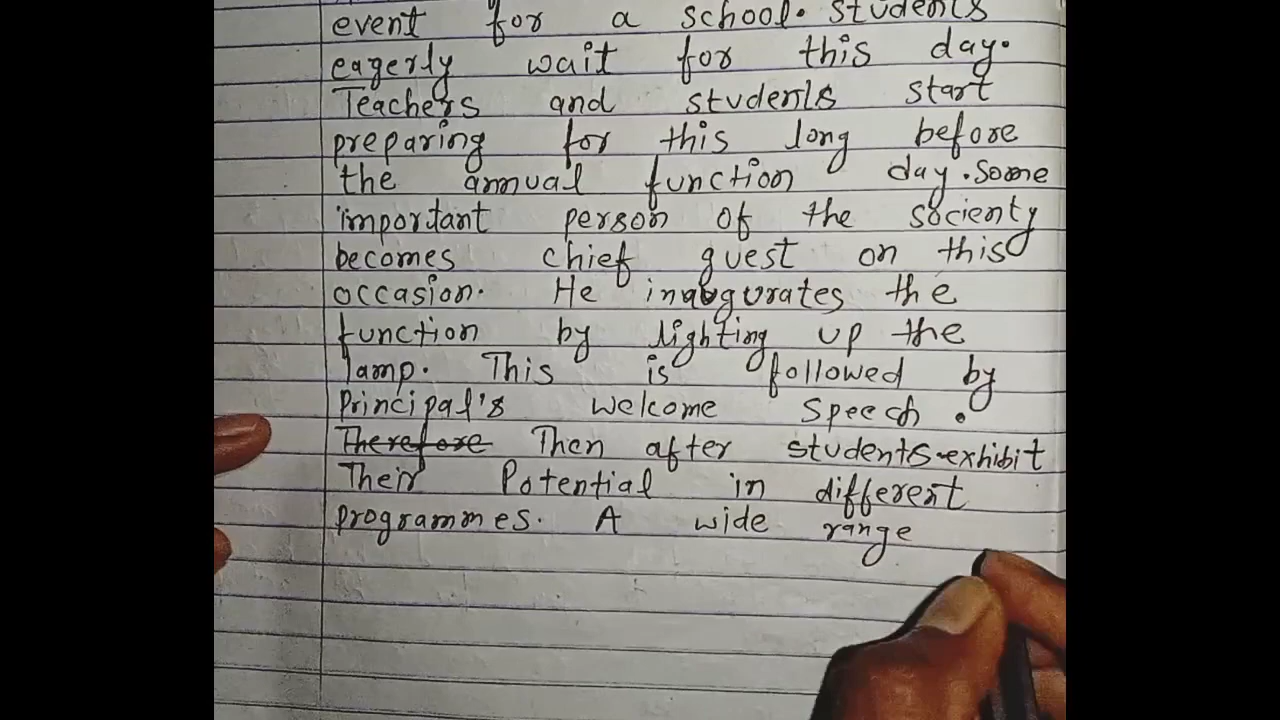 event for a school. students
eagerly wait for this day.
Teachers and students start
preparing for this long before
the annual function day. Some
important person of the socienty
becomes chief guest on this
occasion. He inaugurates the
function by lighting up the
lamp. This is followed by
Principal's welcome speech.
Therefore Then after students exhibit
Their Potential in different
programmes. A wide range